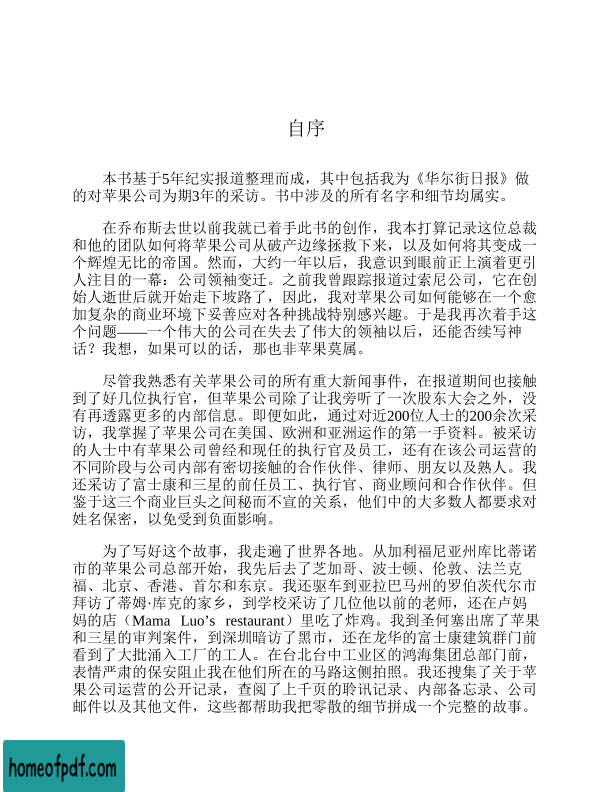 自序
本书基于5年纪实报道整理而成，其中包括我为《华尔街日报》做
的对苹果公司为期3年的采访。书中涉及的所有名字和细节均属实。
在乔布斯去世以前我就已着手此书的创作，我本打算记录这位总裁
和他的团队如何将苹果公司从破产边缘拯救下来，以及如何将其变成一
个辉煌无比的帝国。然而，大约一年以后，我意识到眼前正上演着更引
人注目的一幕：公司领袖变迁。之前我曾跟踪报道过索尼公司，它在创
始人逝世后就开始走下坡路了，因此，我对苹果公司如何能够在一个愈
加复杂的商业环境下妥善应对各种挑战特别感兴趣。于是我再次着手这
个问题——一个伟大的公司在失去了伟大的领袖以后，还能否续写神
话？我想，如果可以的话，那也非苹果莫属。
尽管我熟悉有关苹果公司的所有重大新闻事件，在报道期间也接触
到了好几位执行官，但苹果公司除了让我旁听了一次股东大会之外，没
有再透露更多的内部信息。即便如此，通过对近200位人士的200余次采
访，我掌握了苹果公司在美国、欧洲和亚洲运作的第一手资料。被采访
的人士中有苹果公司曾经和现任的执行官及员工，还有在该公司运营的
不同阶段与公司内部有密切接触的合作伙伴、律师、朋友以及熟人。我
还采访了富士康和三星的前任员工、执行官、商业顾问和合作伙伴。但
鉴于这三个商业巨头之间秘而不宣的关系，他们中的大多数人都要求对
姓名保密，以免受到负面影响。
为了写好这个故事，我走遍了世界各地。从加利福尼亚州库比蒂诺
市的苹果公司总部开始，我先后去了芝加哥、波士顿、伦敦、法兰克
福、北京、香港、首尔和东京。我还驱车到亚拉巴马州的罗伯茨代尔市
拜访了蒂姆·库克的家乡，到学校采访了几位他以前的老师，还在卢妈
妈的店（Mama Luo’s restaurant）里吃了炸鸡。我到圣何塞出席了苹果
和三星的审判案件，到深圳暗访了黑市，还在龙华的富士康建筑群门前
看到了大批涌入工厂的工人。在台北台中工业区的鸿海集团总部门前，
表情严肃的保安阻止我在他们所在的马路这侧拍照。我还搜集了关于苹
果公司运营的公开记录，查阅了上千页的聆讯记录、内部备忘录、公司
邮件以及其他文件，这些都帮助我把零散的细节拼成一个完整的故事。
homeofpdf.com